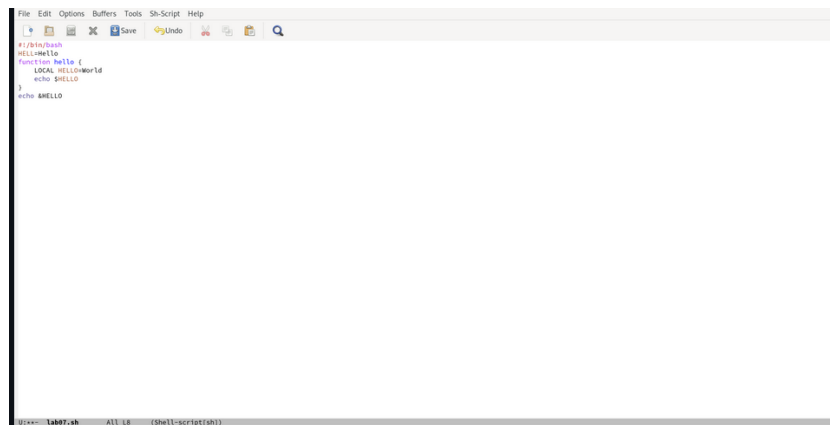 File Edit Options Buffers Tools Sh-Script Help
Save Undo
#!/bin/bash
HELL=Hello
function hello {
    LOCAL HELLO=World
    echo $HELLO
}
echo &HELLO
U:**- lab07.sh All L8 (Shell-script[sh])